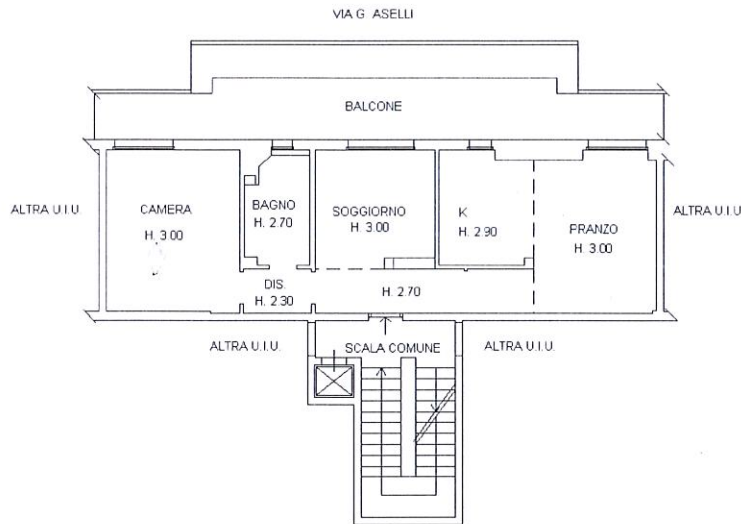 VIA G ASELLI
BALCONE
ALTRA U.I.U
CAMERA
H. 3.00
BAGNO
H. 2.70
SOGGIORNO
H. 3.00
K
H. 2.90
PRANZO
H. 3.00
ALTRA U.I.U
DIS.
H. 2.30
H. 2.70
ALTRA U.I.U.
SCALA COMUNE
ALTRA U.I.U.